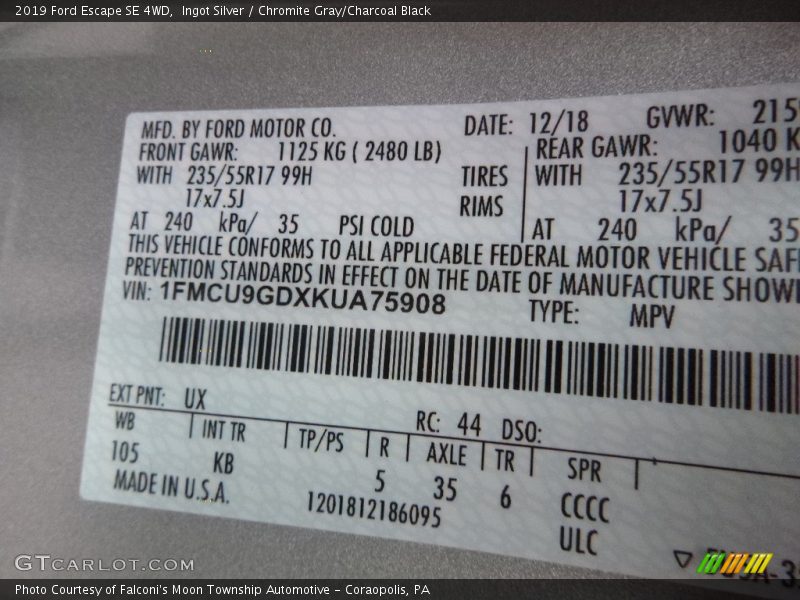 2019 Ford Escape SE 4WD, Ingot Silver / Chromite Gray/Charcoal Black
MFD. BY FORD MOTOR CO. DATE: 12/18 GVWR: 215
FRONT GAWR: 1125 KG ( 2480 LB) REAR GAWR: 1040 K
WITH 235/55R17 99H TIRES WITH 235/55R17 99H
17x7.5J RIMS 17x7.5J
AT 240 kPa/ 35 PSI COLD AT 240 kPa/ 35
THIS VEHICLE CONFORMS TO ALL APPLICABLE FEDERAL MOTOR VEHICLE SAF
PREVENTION STANDARDS IN EFFECT ON THE DATE OF MANUFACTURE SHOW
VIN: 1FMCU9GDXKUA75908 TYPE: MPV
EXT PNT: UX RC: 44 DSO:
WB INT TR TP/PS R AXLE TR SPR
105 KB 5 35 6 CCCC
MADE IN U.S.A. 1201812186095 ULC
GTCARLOT.COM
Photo Courtesy of Falconi's Moon Township Automotive - Coraopolis, PA